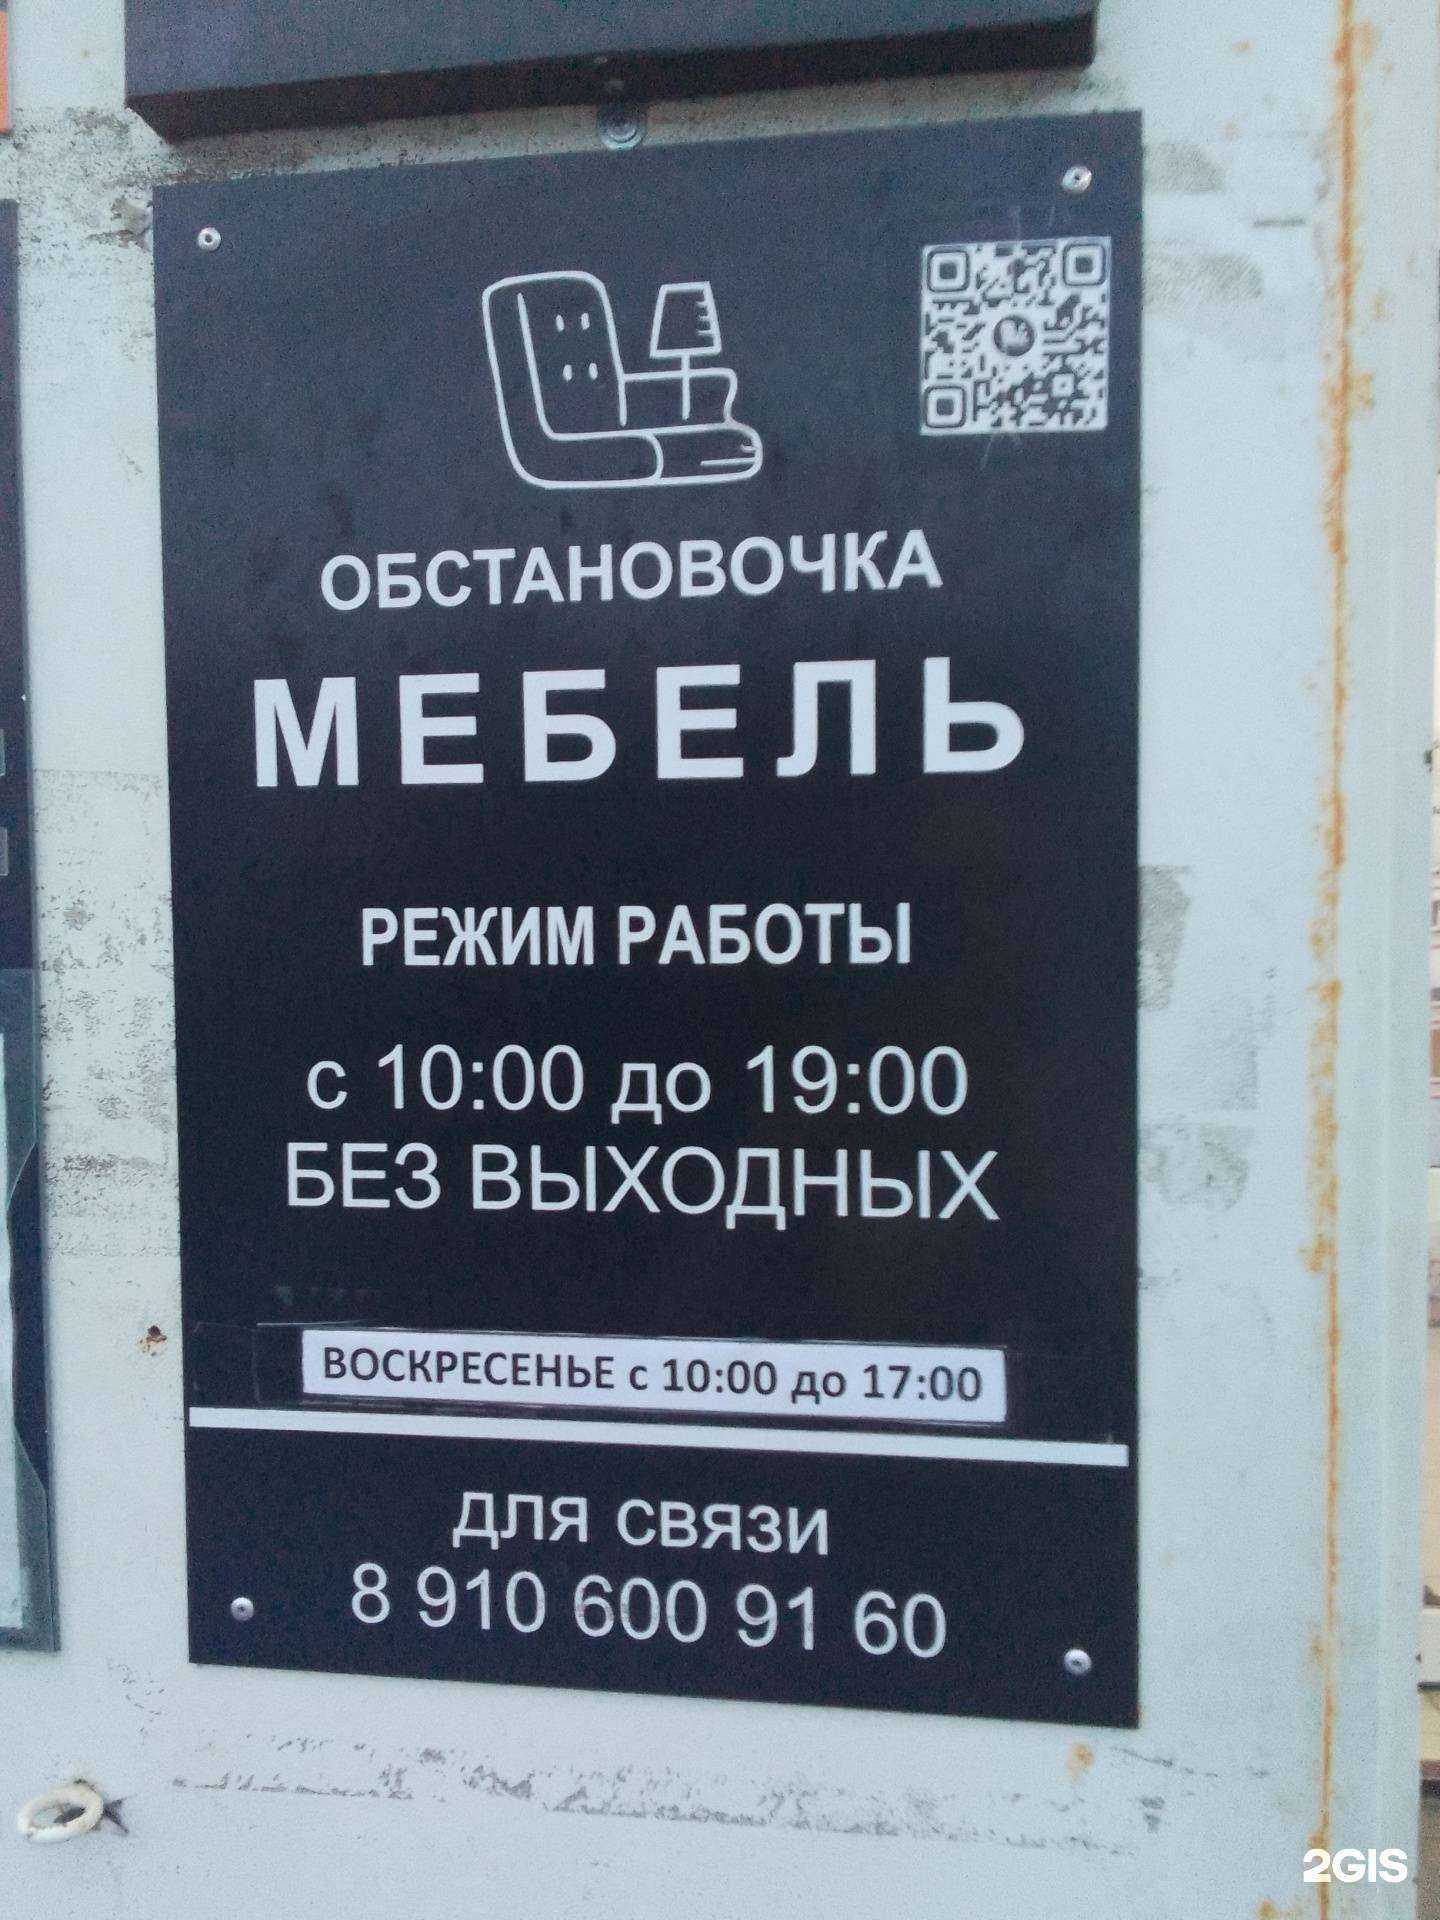 ОБСТАНОВОЧКА
МЕБЕЛЬ
РЕЖИМ РАБОТЫ
с 10:00 до 19:00
БЕЗ ВЫХОДНЫХ
ВОСКРЕСЕНЬЕ с 10:00 до 17:00
для связи
8 910 600 91 60
2GIS